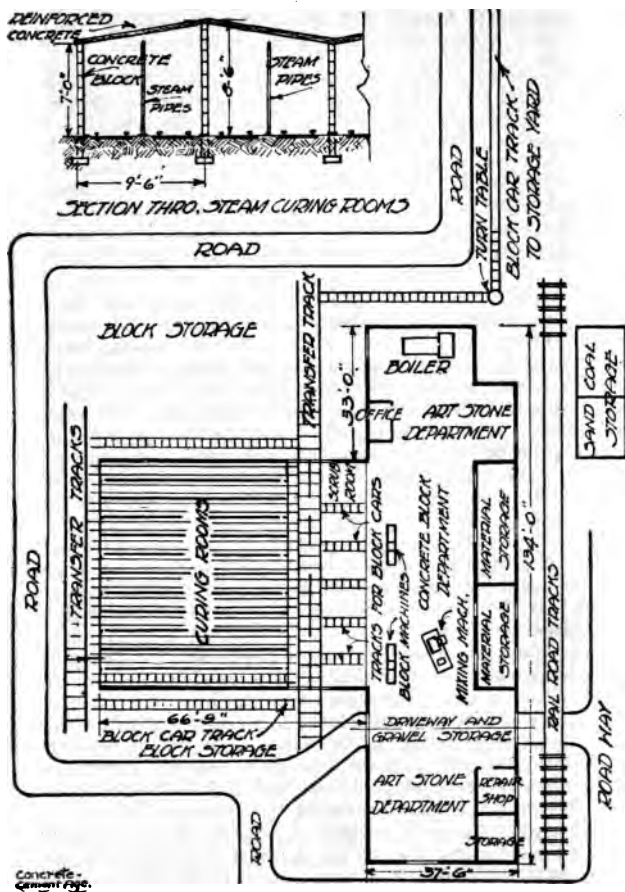 REINFORCED
CONCRETE
CONCRETE
BLOCK
STEAM
PIPES
STEAM
PIPES
7'-0"
8'-6"
9'-6"
SECTION THRO. STEAM CURING ROOMS
ROAD
ROAD
TURN TABLE
BLOCK CAR TRACK
TO STORAGE YARD
BLOCK STORAGE
TRANSFER TRACK
33'-0"
BOILER
OFFICE
ART STONE
DEPARTMENT
SAND COAL
STORAGE
ROAD
TRANSFER TRACKS
CURING ROOMS
SCRUB
ROOM
TRACKS FOR BLOCK CARS
BLOCK MACHINES
CONCRETE BLOCK
DEPARTMENT
MIXING MACH.
MATERIAL
STORAGE
MATERIAL
STORAGE
134'-0"
RAIL ROAD TRACKS
66'-9"
BLOCK CAR TRACK
BLOCK STORAGE
DRIVEWAY AND
GRAVEL STORAGE
ROAD WAY
ART STONE
DEPARTMENT
REPAIR
SHOP
STORAGE
ROAD
37'-6"
Concrete-
Cement Age.